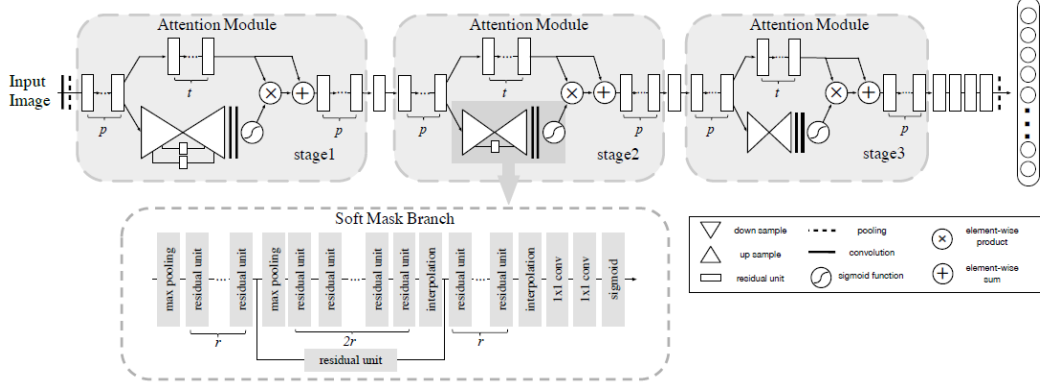 Attention Module
Attention Module
Attention Module
Input
Image
p
t
p
stage1
p
t
p
stage2
p
t
p
stage3
Soft Mask Branch
max pooling
residual unit
residual unit
max pooling
residual unit
residual unit
residual unit
residual unit
interpolation
residual unit
residual unit
interpolation
1x1 conv
1x1 conv
sigmoid
r
2r
r
residual unit
down sample
pooling
element-wise
product
up sample
convolution
residual unit
sigmoid function
element-wise
sum